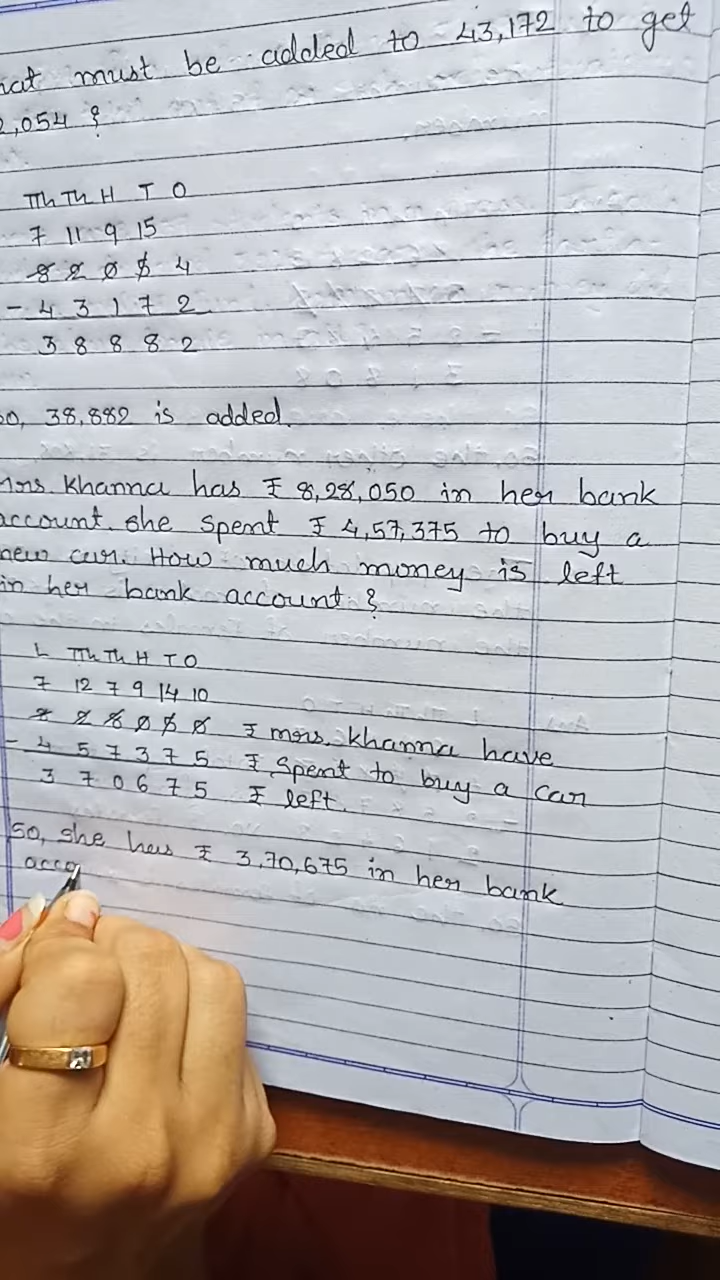 at must be added to 43,172 to get
2,054 ?
Th Th H T O
7 11 9 15
8 2 0 5 4
- 4 3 1 7 2
3 8 8 8 2
So, 38,882 is added.
Mrs. Khanna has ₹ 8,28,050 in her bank
account. she spent ₹ 4,57,375 to buy a
new car. How much money is left
in her bank account ?
L TTh Th H T O
7 12 7 9 14 10
8 2 8 0 5 0 ₹ mrs. Khanna have
- 4 5 7 3 7 5 ₹ Spent to buy a car
3 7 0 6 7 5 ₹ left.
So, she has ₹ 3,70,675 in her bank
acco